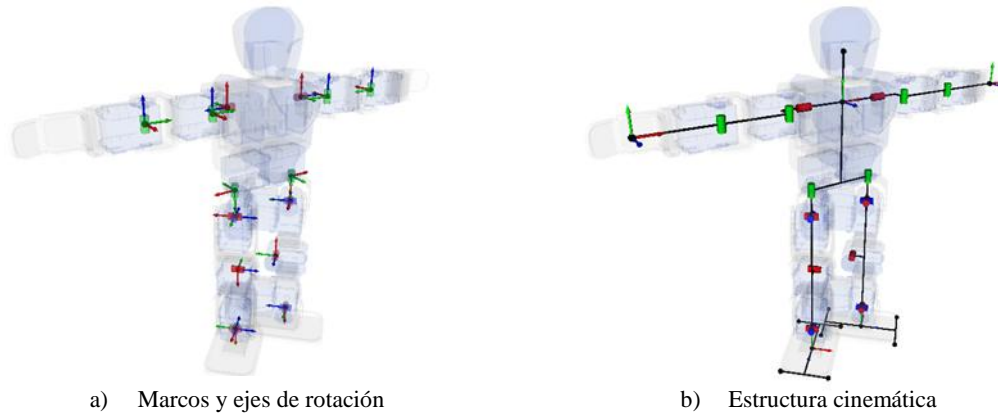 a) Marcos y ejes de rotación
b) Estructura cinemática